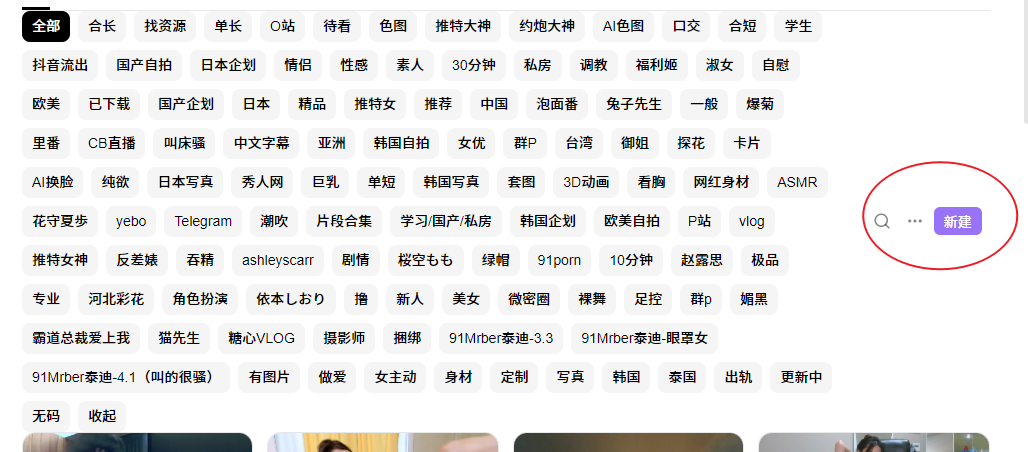 全部 合长 找资源 单长 O站 待看 色图 推特大神 约炮大神 AI色图 口交 合短 学生
抖音流出 国产自拍 日本企划 情侣 性感 素人 30分钟 私房 调教 福利姬 淑女 自慰
欧美 已下载 国产企划 日本 精品 推特女 推荐 中国 泡面番 兔子先生 一般 爆菊
里番 CB直播 叫床骚 中文字幕 亚洲 韩国自拍 女优 群P 台湾 御姐 探花 卡片
AI换脸 纯欲 日本写真 秀人网 巨乳 单短 韩国写真 套图 3D动画 看胸 网红身材 ASMR
花守夏歩 yebo Telegram 潮吹 片段合集 学习/国产/私房 韩国企划 欧美自拍 P站 vlog 新建
推特女神 反差婊 吞精 ashleyscarr 剧情 桜空もも 绿帽 91porn 10分钟 赵露思 极品
专业 河北彩花 角色扮演 依本しおり 撸 新人 美女 微密圈 裸舞 足控 群p 媚黑
霸道总裁爱上我 猫先生 糖心VLOG 摄影师 捆绑 91Mrber泰迪-3.3 91Mrber泰迪-眼罩女
91Mrber泰迪-4.1（叫的很骚） 有图片 做爱 女主动 身材 定制 写真 韩国 泰国 出轨 更新中
无码 收起